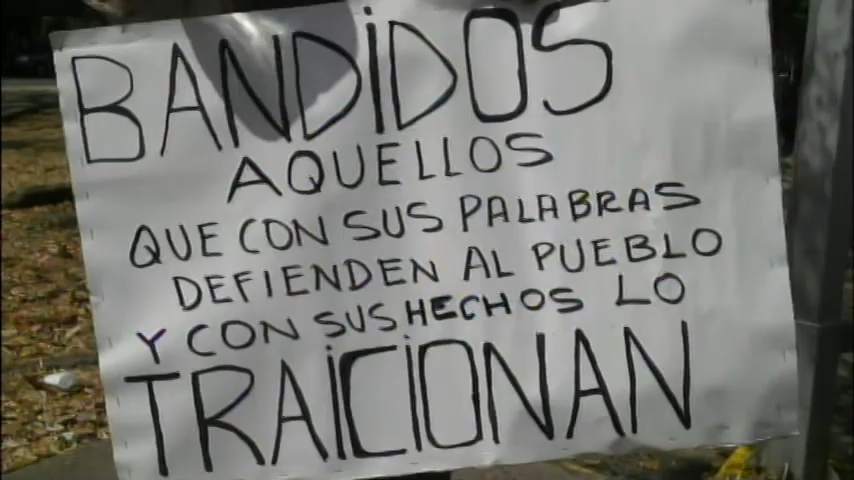 BANDiDOS
AQUELLOS
QUE CON SUS PALABRAS
DEFIENDEN AL PUEBLO
Y CON SUS HECHOS LO
TRAiCiONAN